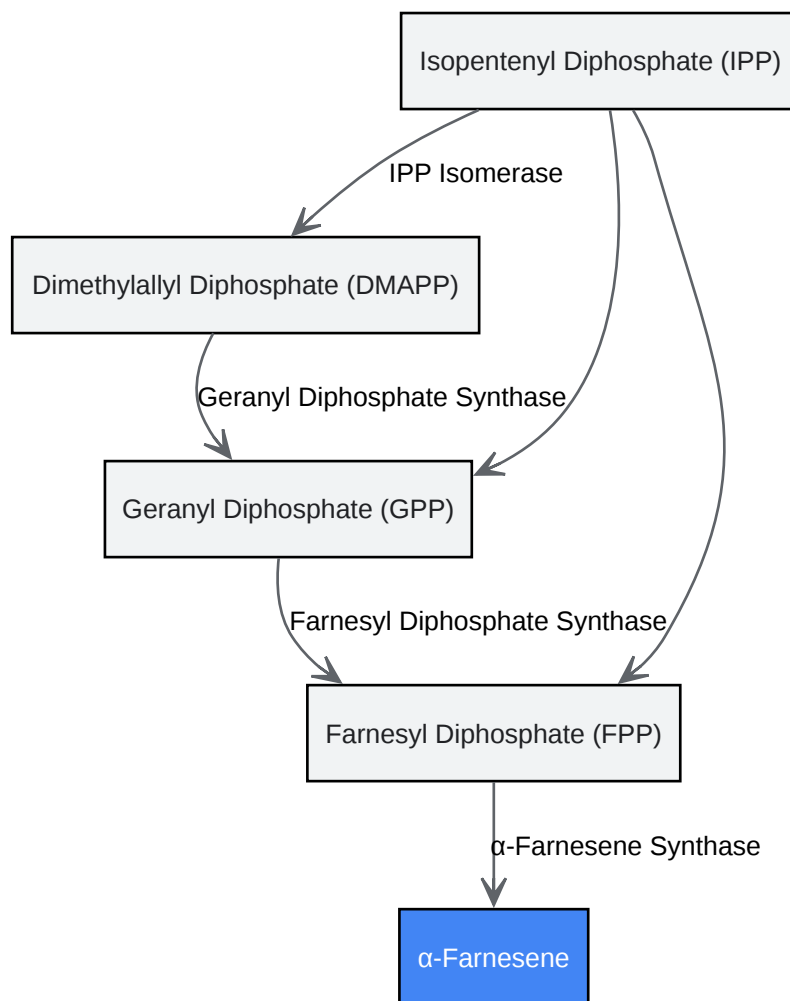 Isopentenyl Diphosphate (IPP)
IPP Isomerase
Dimethylallyl Diphosphate (DMAPP)
Geranyl Diphosphate Synthase
Geranyl Diphosphate (GPP)
Farnesyl Diphosphate Synthase
Farnesyl Diphosphate (FPP)
α-Farnesene Synthase
α-Farnesene